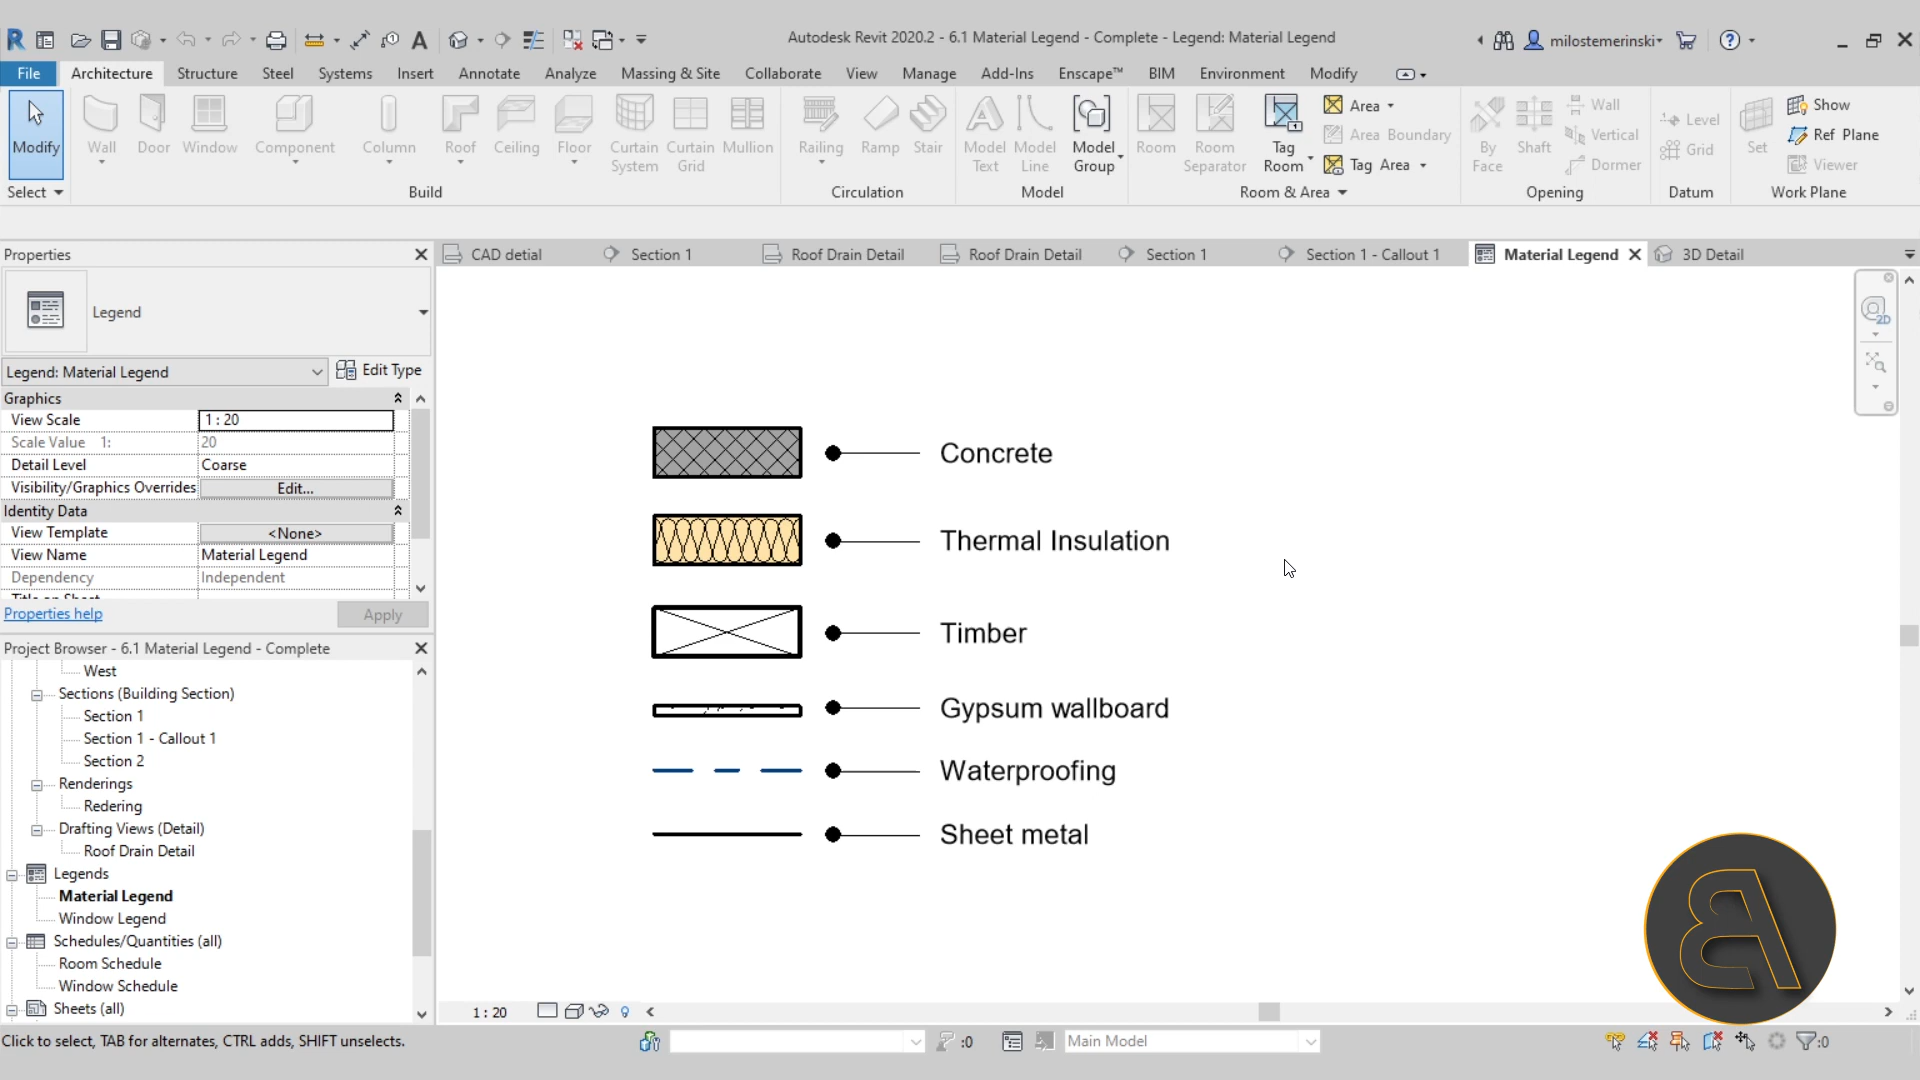 Autodesk Revit 2020.2 - 6.1 Material Legend - Complete - Legend: Material Legend
milostemerinski
File Architecture Structure Steel Systems Insert Annotate Analyze Massing & Site Collaborate View Manage Add-Ins Enscape™ BIM Environment Modify
Modify
Wall
Door
Window
Component
Column
Roof
Ceiling
Floor
Curtain System
Curtain Grid
Mullion
Railing
Ramp
Stair
Model Text
Model Line
Model Group
Room
Room Separator
Tag Room
Area
Area Boundary
Tag Area
By Face
Shaft
Wall
Vertical
Dormer
Level
Grid
Set
Show
Ref Plane
Viewer
Select Build Circulation Model Room & Area Opening Datum Work Plane
Properties
CAD detial Section 1 Roof Drain Detail Roof Drain Detail Section 1 Section 1 - Callout 1 Material Legend 3D Detail
Legend
Legend: Material Legend Edit Type
Graphics
View Scale 1 : 20
Scale Value 1: 20
Detail Level Coarse
Visibility/Graphics Overrides Edit...
Identity Data
View Template <None>
View Name Material Legend
Dependency Independent
Title on Sheet
Properties help Apply
Project Browser - 6.1 Material Legend - Complete
West
Sections (Building Section)
Section 1
Section 1 - Callout 1
Section 2
Renderings
Redering
Drafting Views (Detail)
Roof Drain Detail
Legends
Material Legend
Window Legend
Schedules/Quantities (all)
Room Schedule
Window Schedule
Sheets (all)
2D
Concrete
Thermal Insulation
Timber
Gypsum wallboard
Waterproofing
Sheet metal
1 : 20
Click to select, TAB for alternates, CTRL adds, SHIFT unselects.
:0
Main Model
:0